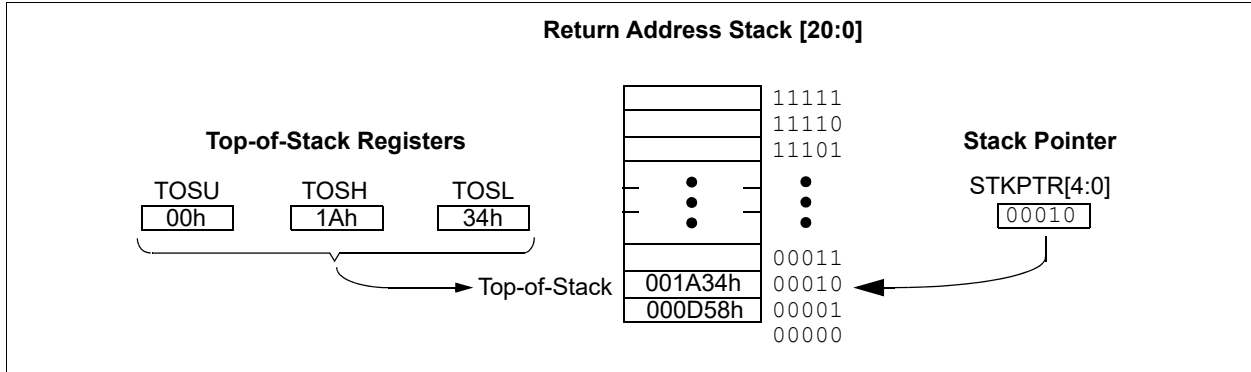 Return Address Stack [20:0]
11111
11110
Top-of-Stack Registers 11101 Stack Pointer
TOSU TOSH TOSL STKPTR[4:0]
00h 1Ah 34h 00010
00011
Top-of-Stack 001A34h 00010
000D58h 00001
00000